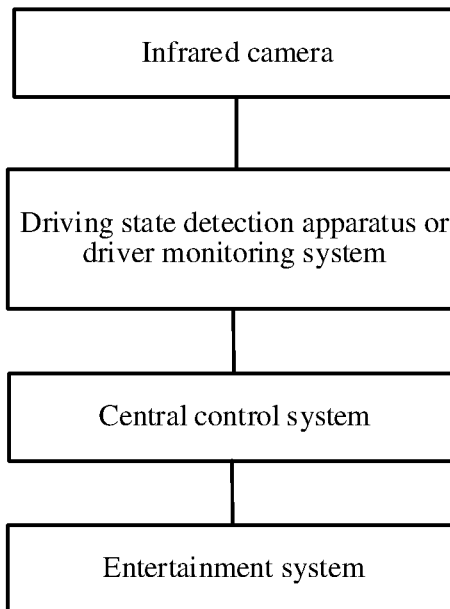 Infrared camera
Driving state detection apparatus or
driver monitoring system
Central control system
Entertainment system